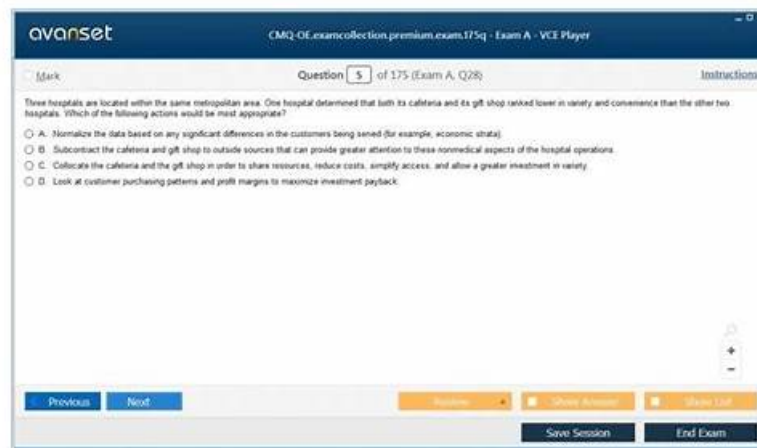 avanset
CMQ-OE.examcollection.premium.exam.175q - Exam A - VCE Player
Mark
Question 5 of 175 (Exam A, Q28)
Instructions
Three hospitals are located within the same metropolitan area. One hospital determined that both its cafeteria and its gift shop ranked lower in variety and convenience than the other two
hospitals. Which of the following actions would be most appropriate?
A. Normalize the data based on any significant differences in the customers being served (for example, economic strata).
B. Subcontract the cafeteria and gift shop to outside sources that can provide greater attention to these nonmedical aspects of the hospital operations.
C. Collocate the cafeteria and the gift shop in order to share resources, reduce costs, simplify access, and allow a greater investment in variety.
D. Look at customer purchasing patterns and profit margins to maximize investment payback.
Previous
Next
Review
Show Answer
Show List
Save Session
End Exam